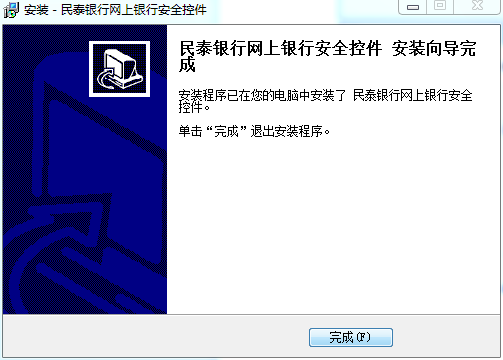 安装 - 民泰银行网上银行安全控件
民泰银行网上银行安全控件 安装向导完
成
安装程序已在您的电脑中安装了 民泰银行网上银行安全
控件。
单击“完成”退出安装程序。
完成(F)